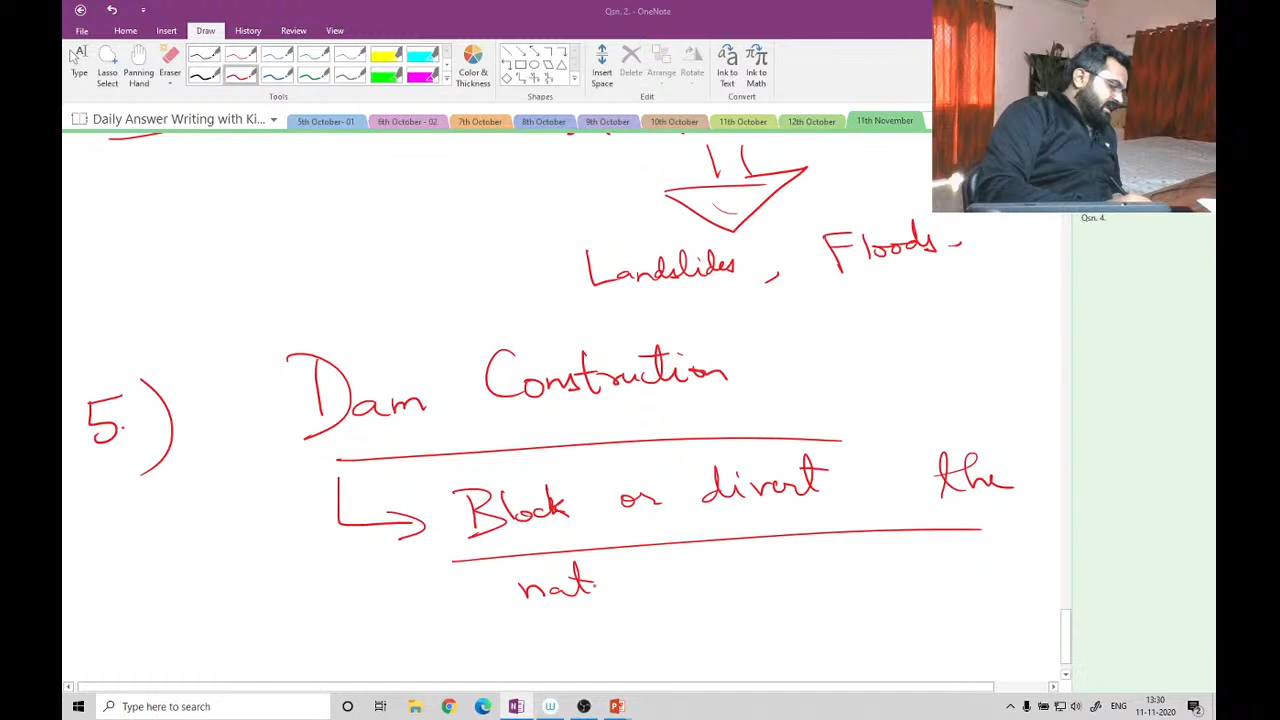 Qsn. 2. - OneNote
File Home Insert Draw History Review View
Type Lasso Select Panning Hand Eraser Color & Thickness Insert Space Delete Arrange Rotate Ink to Text Ink to Math
Tools Shapes Edit Convert
Daily Answer Writing with Ki... 5th October- 01 6th October - 02 7th October 8th October 9th October 10th October 11th October 12th October 11th November
Qsn. 4.
Landslides , Floods -
5.) Dam Construction
Block or divert the
nat
Type here to search
ENG 13:30
11-11-2020
2